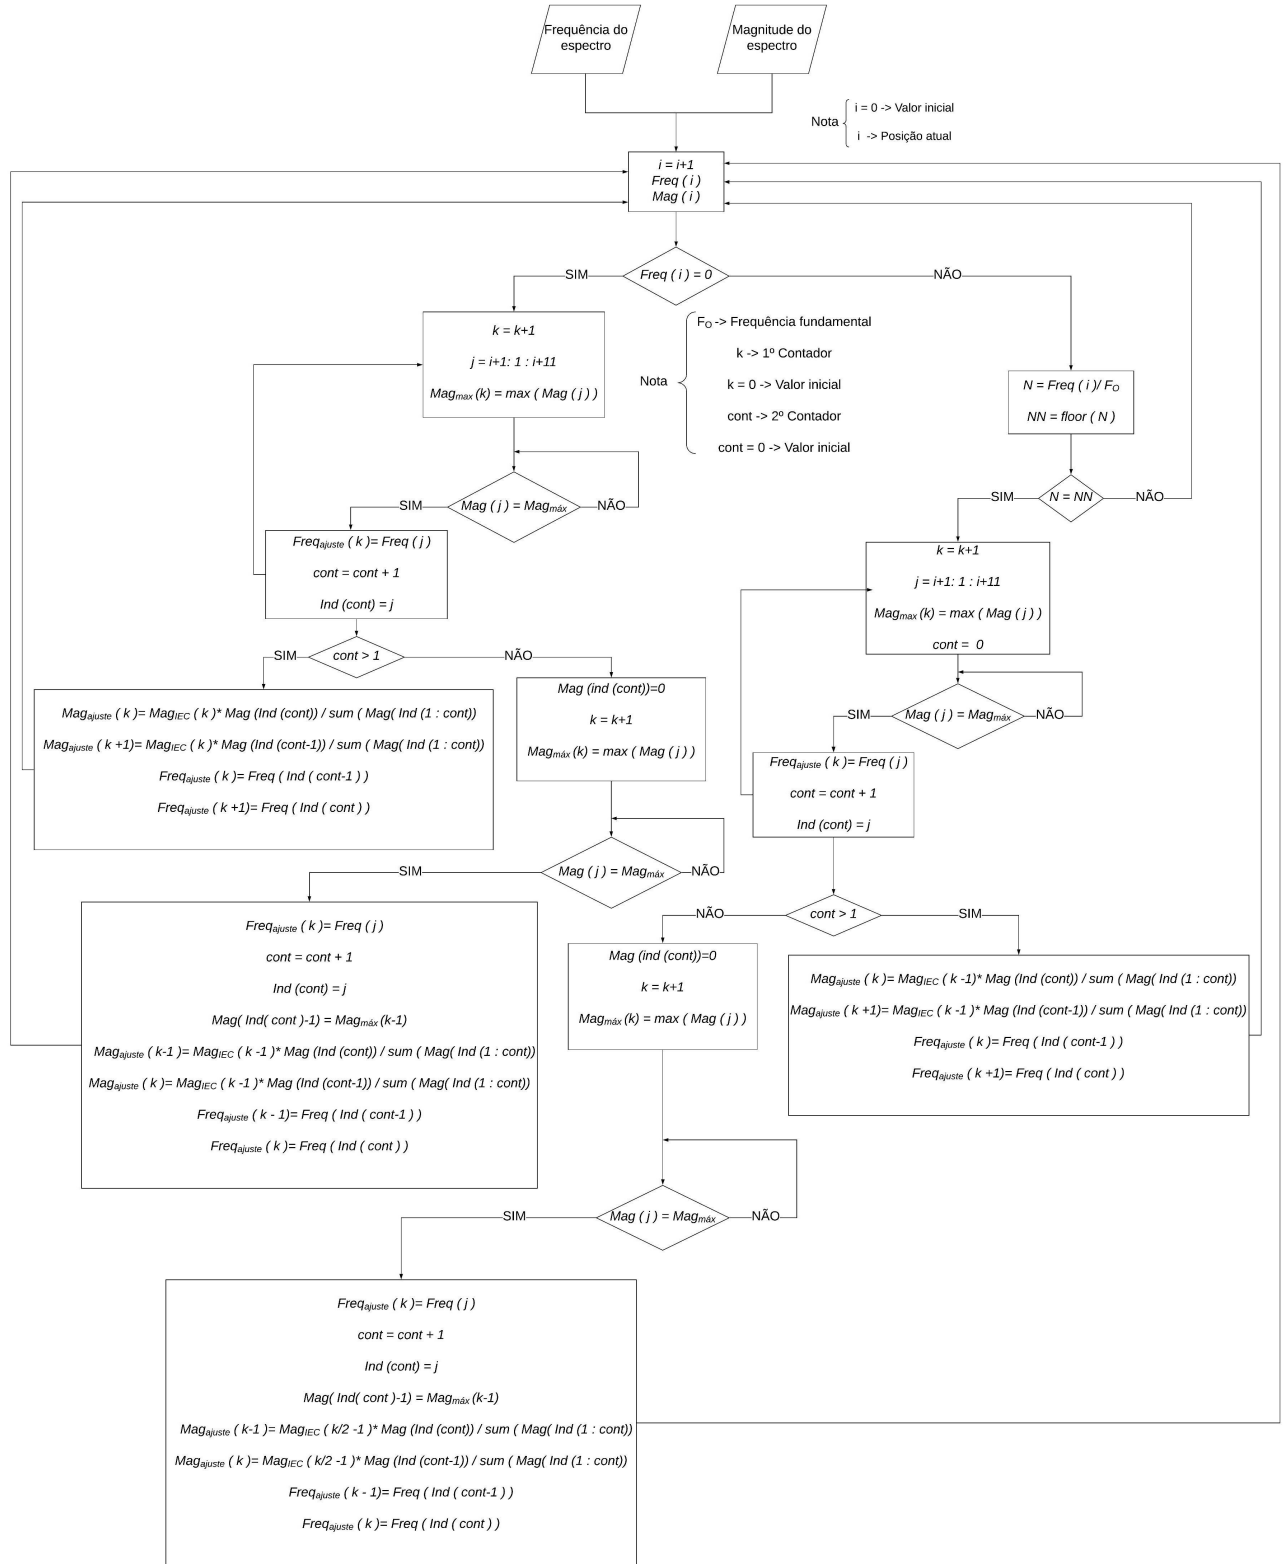 Frequência do
espectro
Magnitude do
espectro
Nota
i = 0 -> Valor inicial
i -> Posição atual
i = i+1
Freq ( i )
Mag ( i )
Freq ( i ) = 0
SIM
NÃO
k = k+1
j = i+1: 1 : i+11
Magmax (k) = max ( Mag ( j ) )
Nota
FO -> Frequência fundamental
k -> 1º Contador
k = 0 -> Valor inicial
cont -> 2º Contador
cont = 0 -> Valor inicial
N = Freq ( i )/ FO
NN = floor ( N )
Mag ( j ) = Magmáx
SIM
NÃO
N = NN
SIM
NÃO
Freqajuste ( k )= Freq ( j )
cont = cont + 1
Ind (cont) = j
k = k+1
j = i+1: 1 : i+11
Magmax (k) = max ( Mag ( j ) )
cont = 0
cont > 1
SIM
NÃO
Magajuste ( k )= MagIEC ( k )* Mag (Ind (cont)) / sum ( Mag( Ind (1 : cont))
Magajuste ( k +1)= MagIEC ( k )* Mag (Ind (cont-1)) / sum ( Mag( Ind (1 : cont))
Freqajuste ( k )= Freq ( Ind ( cont-1 ) )
Freqajuste ( k +1)= Freq ( Ind ( cont ) )
Mag (ind (cont))=0
k = k+1
Magmáx (k) = max ( Mag ( j ) )
Mag ( j ) = Magmáx
SIM
NÃO
Freqajuste ( k )= Freq ( j )
cont = cont + 1
Ind (cont) = j
Mag ( j ) = Magmáx
SIM
NÃO
cont > 1
NÃO
SIM
Freqajuste ( k )= Freq ( j )
cont = cont + 1
Ind (cont) = j
Mag( Ind( cont )-1) = Magmáx (k-1)
Magajuste ( k-1 )= MagIEC ( k -1 )* Mag (Ind (cont)) / sum ( Mag( Ind (1 : cont))
Magajuste ( k )= MagIEC ( k -1 )* Mag (Ind (cont-1)) / sum ( Mag( Ind (1 : cont))
Freqajuste ( k - 1)= Freq ( Ind ( cont-1 ) )
Freqajuste ( k )= Freq ( Ind ( cont ) )
Mag (ind (cont))=0
k = k+1
Magmáx (k) = max ( Mag ( j ) )
Magajuste ( k )= MagIEC ( k -1)* Mag (Ind (cont)) / sum ( Mag( Ind (1 : cont))
Magajuste ( k +1)= MagIEC ( k -1 )* Mag (Ind (cont-1)) / sum ( Mag( Ind (1 : cont))
Freqajuste ( k )= Freq ( Ind ( cont-1 ) )
Freqajuste ( k +1)= Freq ( Ind ( cont ) )
Mag ( j ) = Magmáx
SIM
NÃO
Freqajuste ( k )= Freq ( j )
cont = cont + 1
Ind (cont) = j
Mag( Ind( cont )-1) = Magmáx (k-1)
Magajuste ( k-1 )= MagIEC ( k/2 -1 )* Mag (Ind (cont)) / sum ( Mag( Ind (1 : cont))
Magajuste ( k )= MagIEC ( k/2 -1 )* Mag (Ind (cont-1)) / sum ( Mag( Ind (1 : cont))
Freqajuste ( k - 1)= Freq ( Ind ( cont-1 ) )
Freqajuste ( k )= Freq ( Ind ( cont ) )